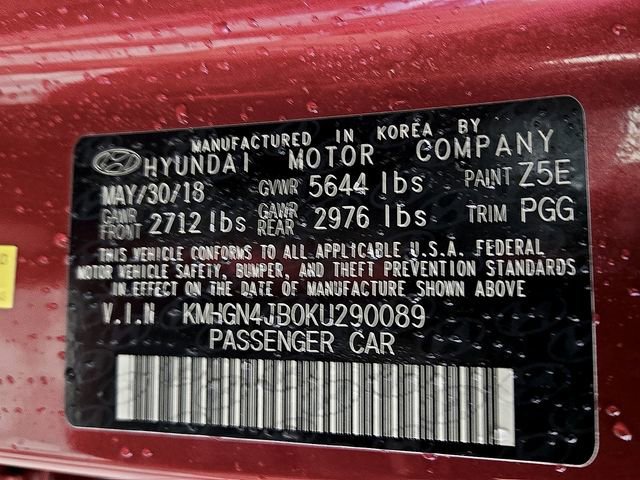 MANUFACTURED IN KOREA BY
HYUNDAI MOTOR COMPANY
MAY/30/18 GVWR 5644 lbs PAINT Z5E
GAWR FRONT 2712 lbs GAWR REAR 2976 lbs TRIM PGG
THIS VEHICLE CONFORMS TO ALL APPLICABLE U.S.A. FEDERAL
MOTOR VEHICLE SAFETY, BUMPER, AND THEFT PREVENTION STANDARDS
IN EFFECT ON THE DATE OF MANUFACTURE SHOWN ABOVE
V.I.N KMHGN4JB0KU290089
PASSENGER CAR